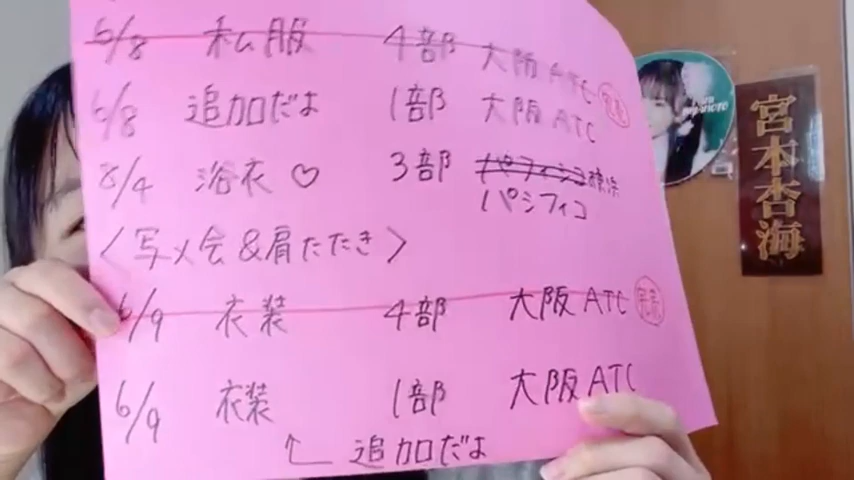 6/8 私服 4部 大阪ATC 完売
6/8 追加だよ 1部 大阪ATC
8/4 浴衣♡ 3部 横浜
パシフィコ
<写メ会&肩たたき>
6/9 衣装 4部 大阪ATC 完売
6/9 衣装 1部 大阪ATC
↑追加だよ
宮本杏海